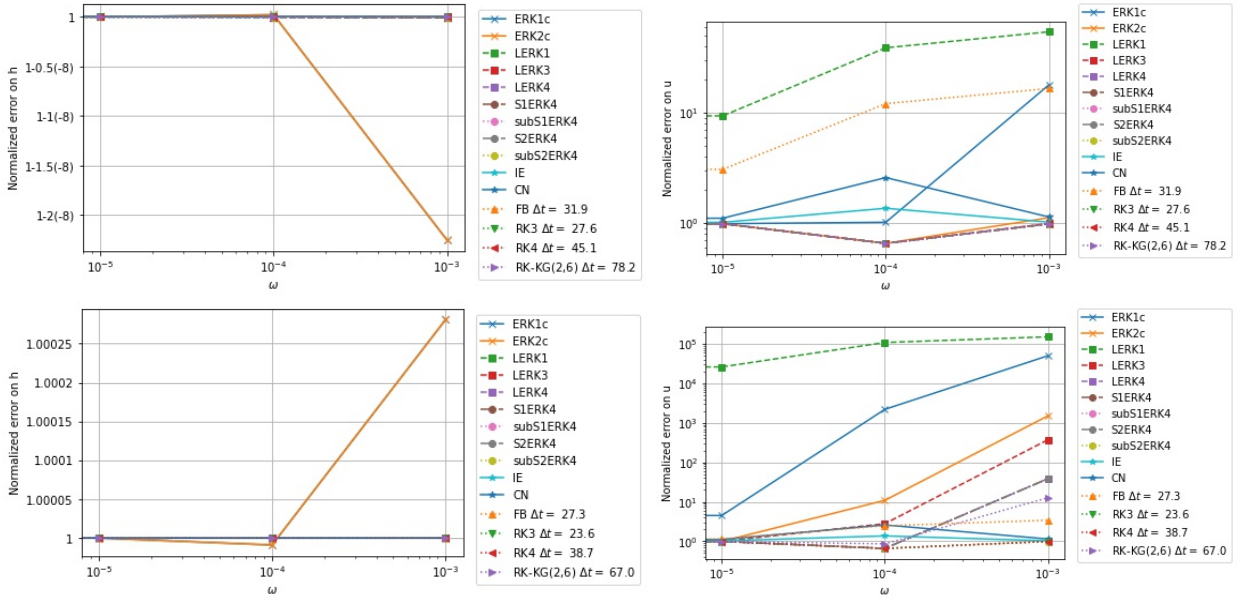 Normalized error on h
1
1-0.5(-8)
1-1(-8)
1-1.5(-8)
1-2(-8)
10⁻⁵
10⁻⁴
10⁻³
ω
ERK1c
ERK2c
LERK1
LERK3
LERK4
S1ERK4
subS1ERK4
S2ERK4
subS2ERK4
IE
CN
FB Δt = 31.9
RK3 Δt = 27.6
RK4 Δt = 45.1
RK-KG(2,6) Δt = 78.2
Normalized error on u
10¹
10⁰
10⁻⁵
10⁻⁴
10⁻³
ω
ERK1c
ERK2c
LERK1
LERK3
LERK4
S1ERK4
subS1ERK4
S2ERK4
subS2ERK4
IE
CN
FB Δt = 31.9
RK3 Δt = 27.6
RK4 Δt = 45.1
RK-KG(2,6) Δt = 78.2
Normalized error on h
1.00025
1.0002
1.00015
1.0001
1.00005
1
10⁻⁵
10⁻⁴
10⁻³
ω
ERK1c
ERK2c
LERK1
LERK3
LERK4
S1ERK4
subS1ERK4
S2ERK4
subS2ERK4
IE
CN
FB Δt = 27.3
RK3 Δt = 23.6
RK4 Δt = 38.7
RK-KG(2,6) Δt = 67.0
Normalized error on u
10⁵
10⁴
10³
10²
10¹
10⁰
10⁻⁵
10⁻⁴
10⁻³
ω
ERK1c
ERK2c
LERK1
LERK3
LERK4
S1ERK4
subS1ERK4
S2ERK4
subS2ERK4
IE
CN
FB Δt = 27.3
RK3 Δt = 23.6
RK4 Δt = 38.7
RK-KG(2,6) Δt = 67.0